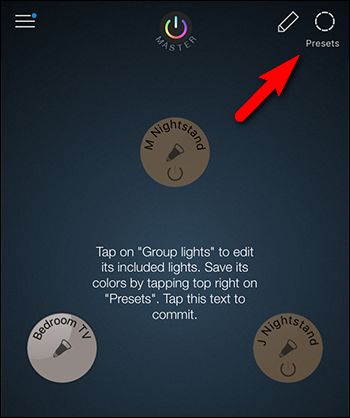 MASTER
Presets
M Nightstand
Tap on "Group lights" to edit
its included lights. Save its
colors by tapping top right on
"Presets". Tap this text to
commit.
Bedroom TV
J Nightstand